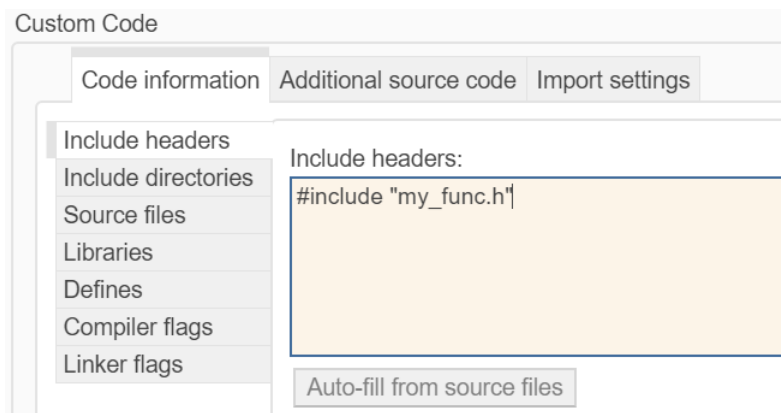 Custom Code
Code information Additional source code Import settings
Include headers
Include directories
Source files
Libraries
Defines
Compiler flags
Linker flags
Include headers:
#include "my_func.h"
Auto-fill from source files